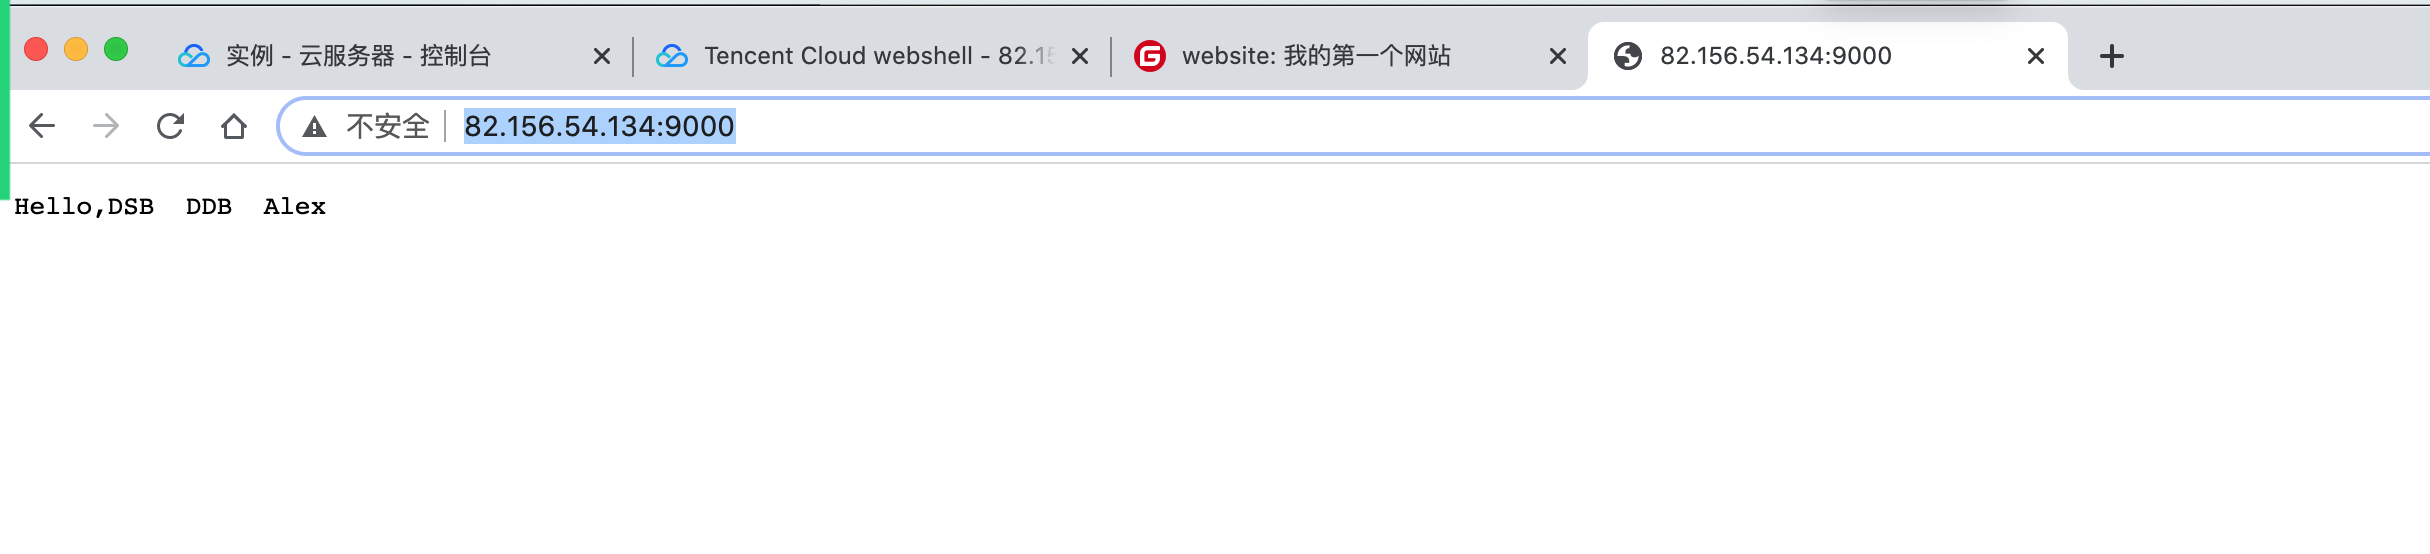 实例 - 云服务器 - 控制台
Tencent Cloud webshell - 82.15
website: 我的第一个网站
82.156.54.134:9000
不安全
82.156.54.134:9000
Hello,DSB  DDB  Alex